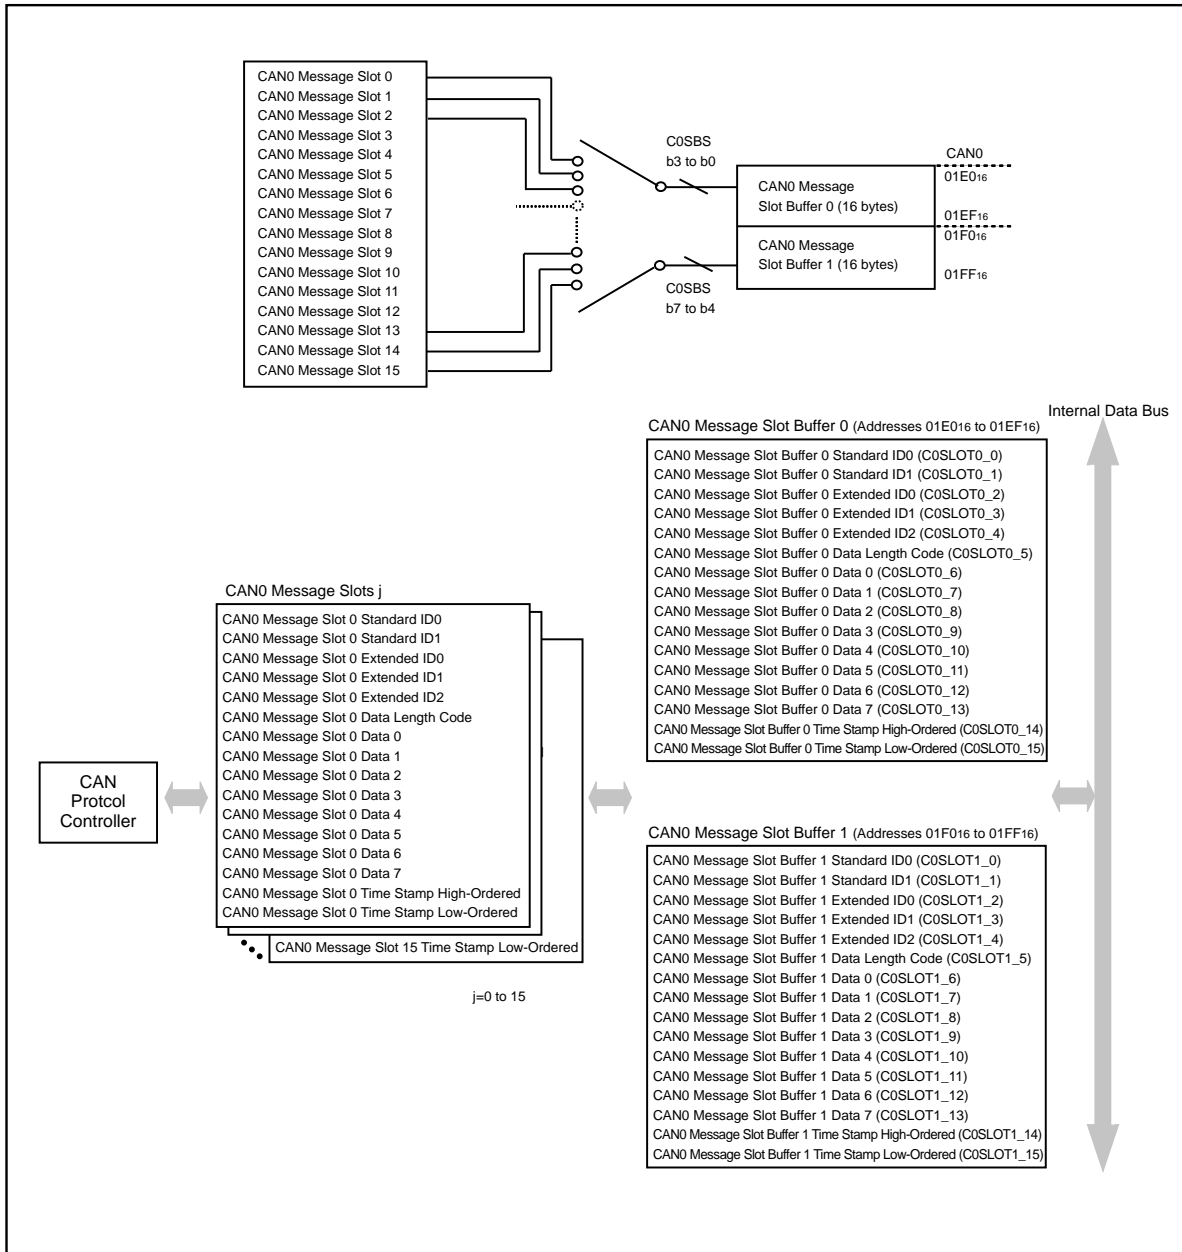 CAN0 Message Slot 0
CAN0 Message Slot 1
CAN0 Message Slot 2
CAN0 Message Slot 3
CAN0 Message Slot 4
CAN0 Message Slot 5
CAN0 Message Slot 6
CAN0 Message Slot 7
CAN0 Message Slot 8
CAN0 Message Slot 9
CAN0 Message Slot 10
CAN0 Message Slot 11
CAN0 Message Slot 12
CAN0 Message Slot 13
CAN0 Message Slot 14
CAN0 Message Slot 15
C0SBS
b3 to b0
C0SBS
b7 to b4
CAN0 Message
Slot Buffer 0 (16 bytes)
CAN0 Message
Slot Buffer 1 (16 bytes)
CAN0
01E016
01EF16
01F016
01FF16
Internal Data Bus
CAN0 Message Slot Buffer 0 (Addresses 01E016 to 01EF16)
CAN0 Message Slot Buffer 0 Standard ID0 (C0SLOT0_0)
CAN0 Message Slot Buffer 0 Standard ID1 (C0SLOT0_1)
CAN0 Message Slot Buffer 0 Extended ID0 (C0SLOT0_2)
CAN0 Message Slot Buffer 0 Extended ID1 (C0SLOT0_3)
CAN0 Message Slot Buffer 0 Extended ID2 (C0SLOT0_4)
CAN0 Message Slot Buffer 0 Data Length Code (C0SLOT0_5)
CAN0 Message Slot Buffer 0 Data 0 (C0SLOT0_6)
CAN0 Message Slot Buffer 0 Data 1 (C0SLOT0_7)
CAN0 Message Slot Buffer 0 Data 2 (C0SLOT0_8)
CAN0 Message Slot Buffer 0 Data 3 (C0SLOT0_9)
CAN0 Message Slot Buffer 0 Data 4 (C0SLOT0_10)
CAN0 Message Slot Buffer 0 Data 5 (C0SLOT0_11)
CAN0 Message Slot Buffer 0 Data 6 (C0SLOT0_12)
CAN0 Message Slot Buffer 0 Data 7 (C0SLOT0_13)
CAN0 Message Slot Buffer 0 Time Stamp High-Ordered (C0SLOT0_14)
CAN0 Message Slot Buffer 0 Time Stamp Low-Ordered (C0SLOT0_15)
CAN0 Message Slots j
CAN0 Message Slot 0 Standard ID0
CAN0 Message Slot 0 Standard ID1
CAN0 Message Slot 0 Extended ID0
CAN0 Message Slot 0 Extended ID1
CAN0 Message Slot 0 Extended ID2
CAN0 Message Slot 0 Data Length Code
CAN0 Message Slot 0 Data 0
CAN0 Message Slot 0 Data 1
CAN0 Message Slot 0 Data 2
CAN0 Message Slot 0 Data 3
CAN0 Message Slot 0 Data 4
CAN0 Message Slot 0 Data 5
CAN0 Message Slot 0 Data 6
CAN0 Message Slot 0 Data 7
CAN0 Message Slot 0 Time Stamp High-Ordered
CAN0 Message Slot 0 Time Stamp Low-Ordered
CAN0 Message Slot 15 Time Stamp Low-Ordered
j=0 to 15
CAN
Protcol
Controller
CAN0 Message Slot Buffer 1 (Addresses 01F016 to 01FF16)
CAN0 Message Slot Buffer 1 Standard ID0 (C0SLOT1_0)
CAN0 Message Slot Buffer 1 Standard ID1 (C0SLOT1_1)
CAN0 Message Slot Buffer 1 Extended ID0 (C0SLOT1_2)
CAN0 Message Slot Buffer 1 Extended ID1 (C0SLOT1_3)
CAN0 Message Slot Buffer 1 Extended ID2 (C0SLOT1_4)
CAN0 Message Slot Buffer 1 Data Length Code (C0SLOT1_5)
CAN0 Message Slot Buffer 1 Data 0 (C0SLOT1_6)
CAN0 Message Slot Buffer 1 Data 1 (C0SLOT1_7)
CAN0 Message Slot Buffer 1 Data 2 (C0SLOT1_8)
CAN0 Message Slot Buffer 1 Data 3 (C0SLOT1_9)
CAN0 Message Slot Buffer 1 Data 4 (C0SLOT1_10)
CAN0 Message Slot Buffer 1 Data 5 (C0SLOT1_11)
CAN0 Message Slot Buffer 1 Data 6 (C0SLOT1_12)
CAN0 Message Slot Buffer 1 Data 7 (C0SLOT1_13)
CAN0 Message Slot Buffer 1 Time Stamp High-Ordered (C0SLOT1_14)
CAN0 Message Slot Buffer 1 Time Stamp Low-Ordered (C0SLOT1_15)